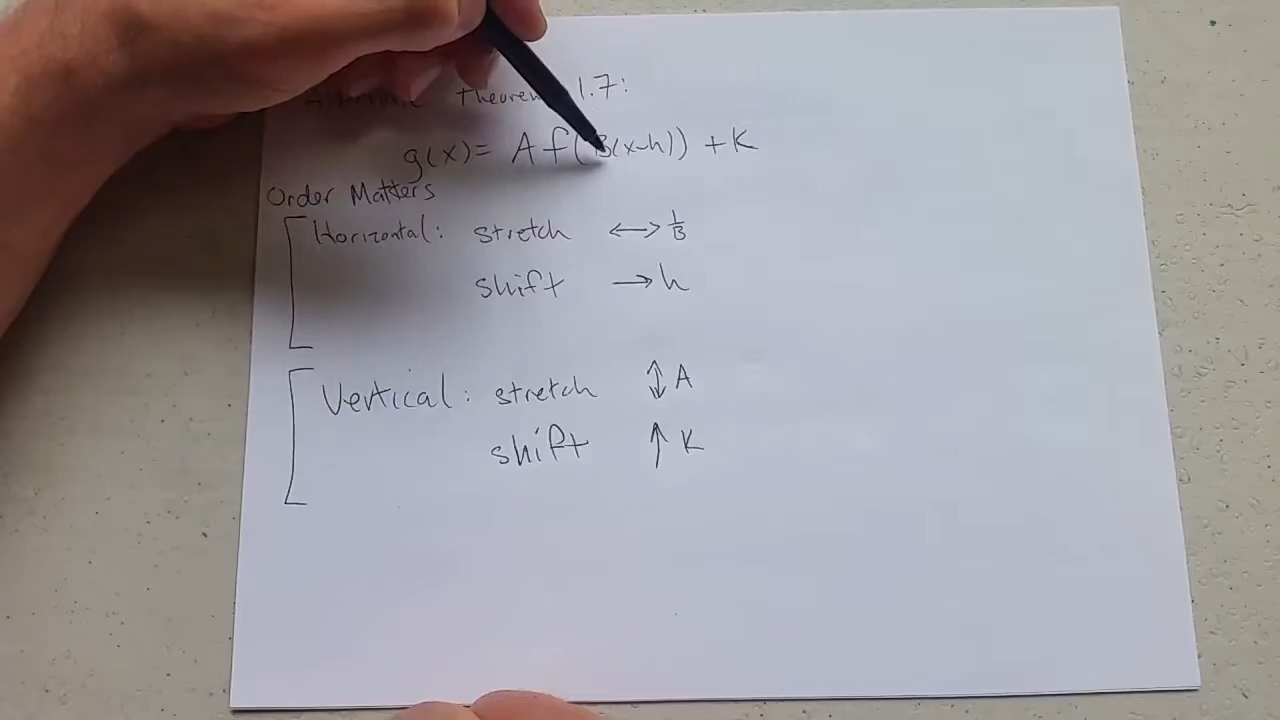 Theorem 1.7:
g(x) = A f(B(x-h)) + K
Order Matters
Horizontal: stretch ↔ 1/B
shift → h
Vertical: stretch ↕ A
shift ↑ K